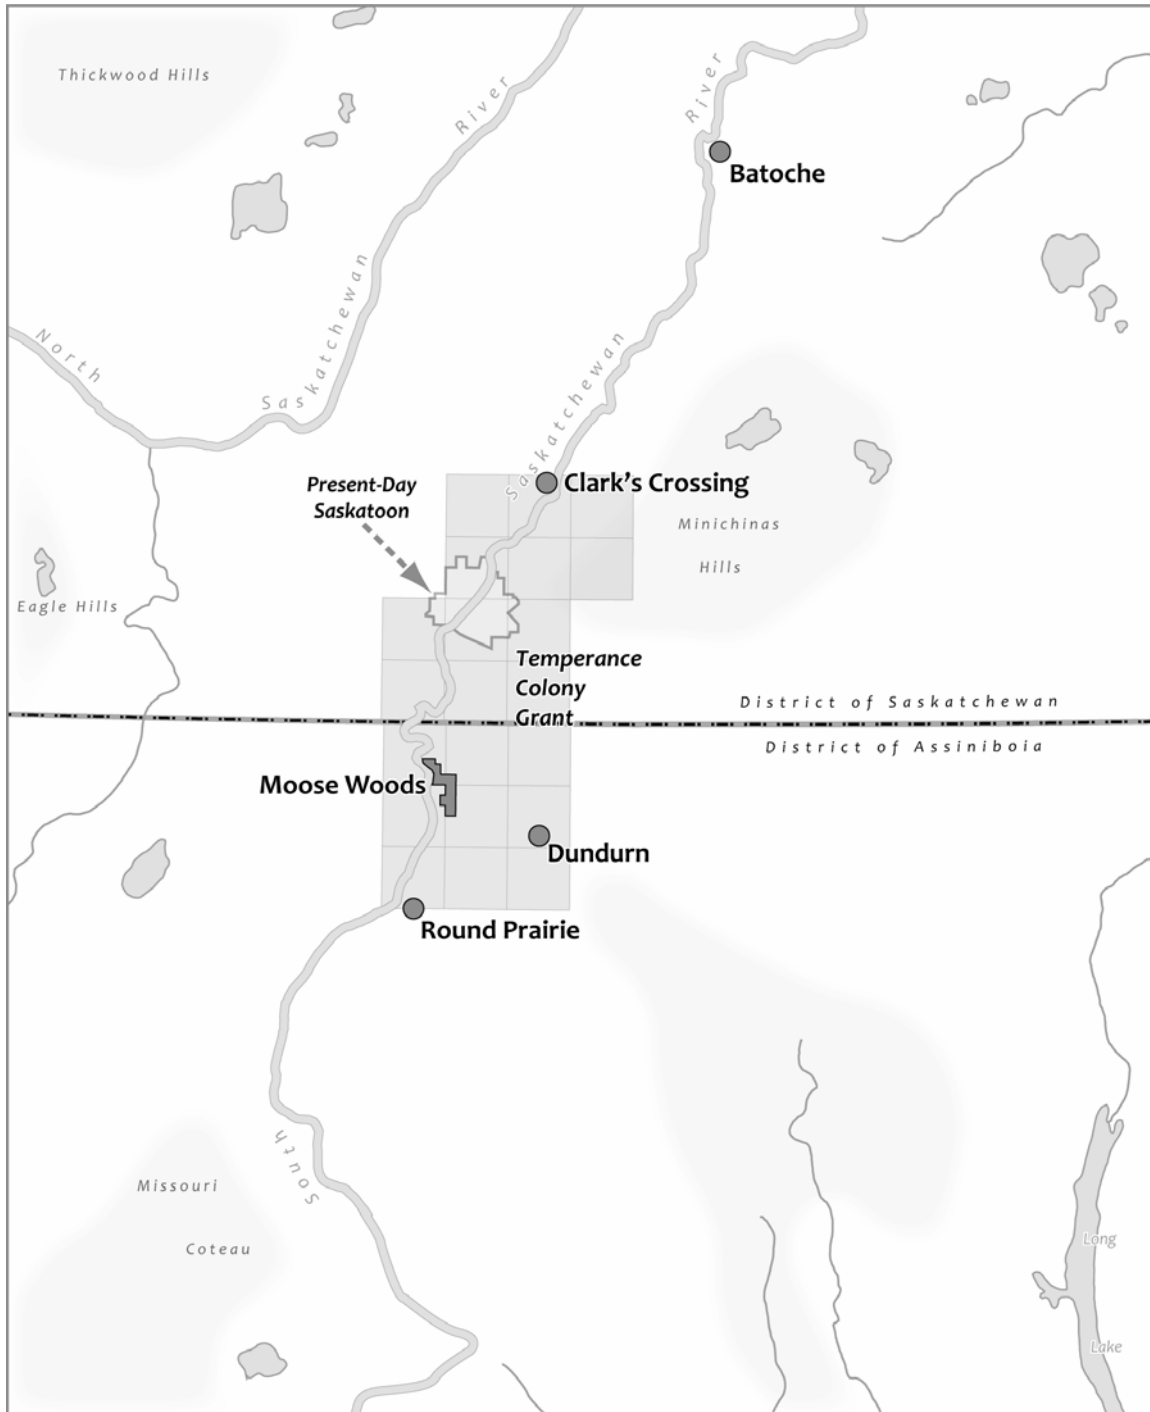 Thickwood Hills
River
River
Batoche
North
Saskatchewan
Saskatchewan
Present-Day
Saskatoon
Clark's Crossing
Minichinas
Hills
Eagle Hills
Temperance
Colony
Grant
District of Saskatchewan
District of Assiniboia
Moose Woods
Dundurn
Round Prairie
South
Missouri
Coteau
Long
Lake